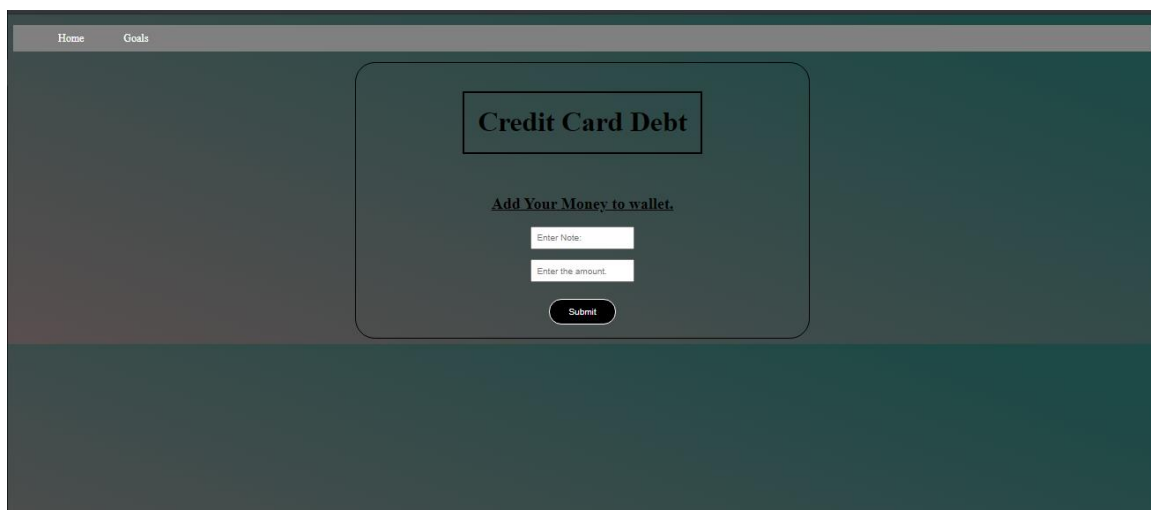 Home Goals
Credit Card Debt
Add Your Money to wallet.
Enter Note:
Enter the amount.
Submit